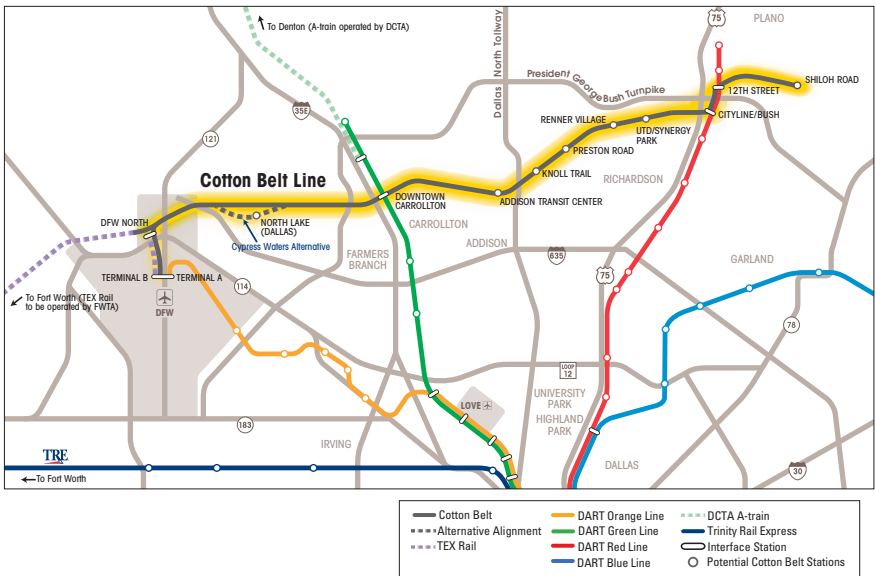 To Denton (A-train operated by DCTA)
75
PLANO
Dallas North Tollway
President George Bush Turnpike
SHILOH ROAD
12TH STREET
35E
RENNER VILLAGE
CITYLINE/BUSH
UTD/SYNERGY
PARK
121
PRESTON ROAD
Cotton Belt Line
KNOLL TRAIL
RICHARDSON
DOWNTOWN
CARROLLTON
ADDISON TRANSIT CENTER
DFW NORTH
NORTH LAKE
(DALLAS)
CARROLLTON
Cypress Waters Alternative
ADDISON
FARMERS
BRANCH
635
GARLAND
TERMINAL B
TERMINAL A
75
114
To Fort Worth (TEX Rail
to be operated by FWTA)
DFW
78
LOOP
12
UNIVERSITY
PARK
LOVE
HIGHLAND
PARK
183
IRVING
TRE
DALLAS
30
To Fort Worth
Cotton Belt
Alternative Alignment
TEX Rail
DART Orange Line
DART Green Line
DART Red Line
DART Blue Line
DCTA A-train
Trinity Rail Express
Interface Station
Potential Cotton Belt Stations